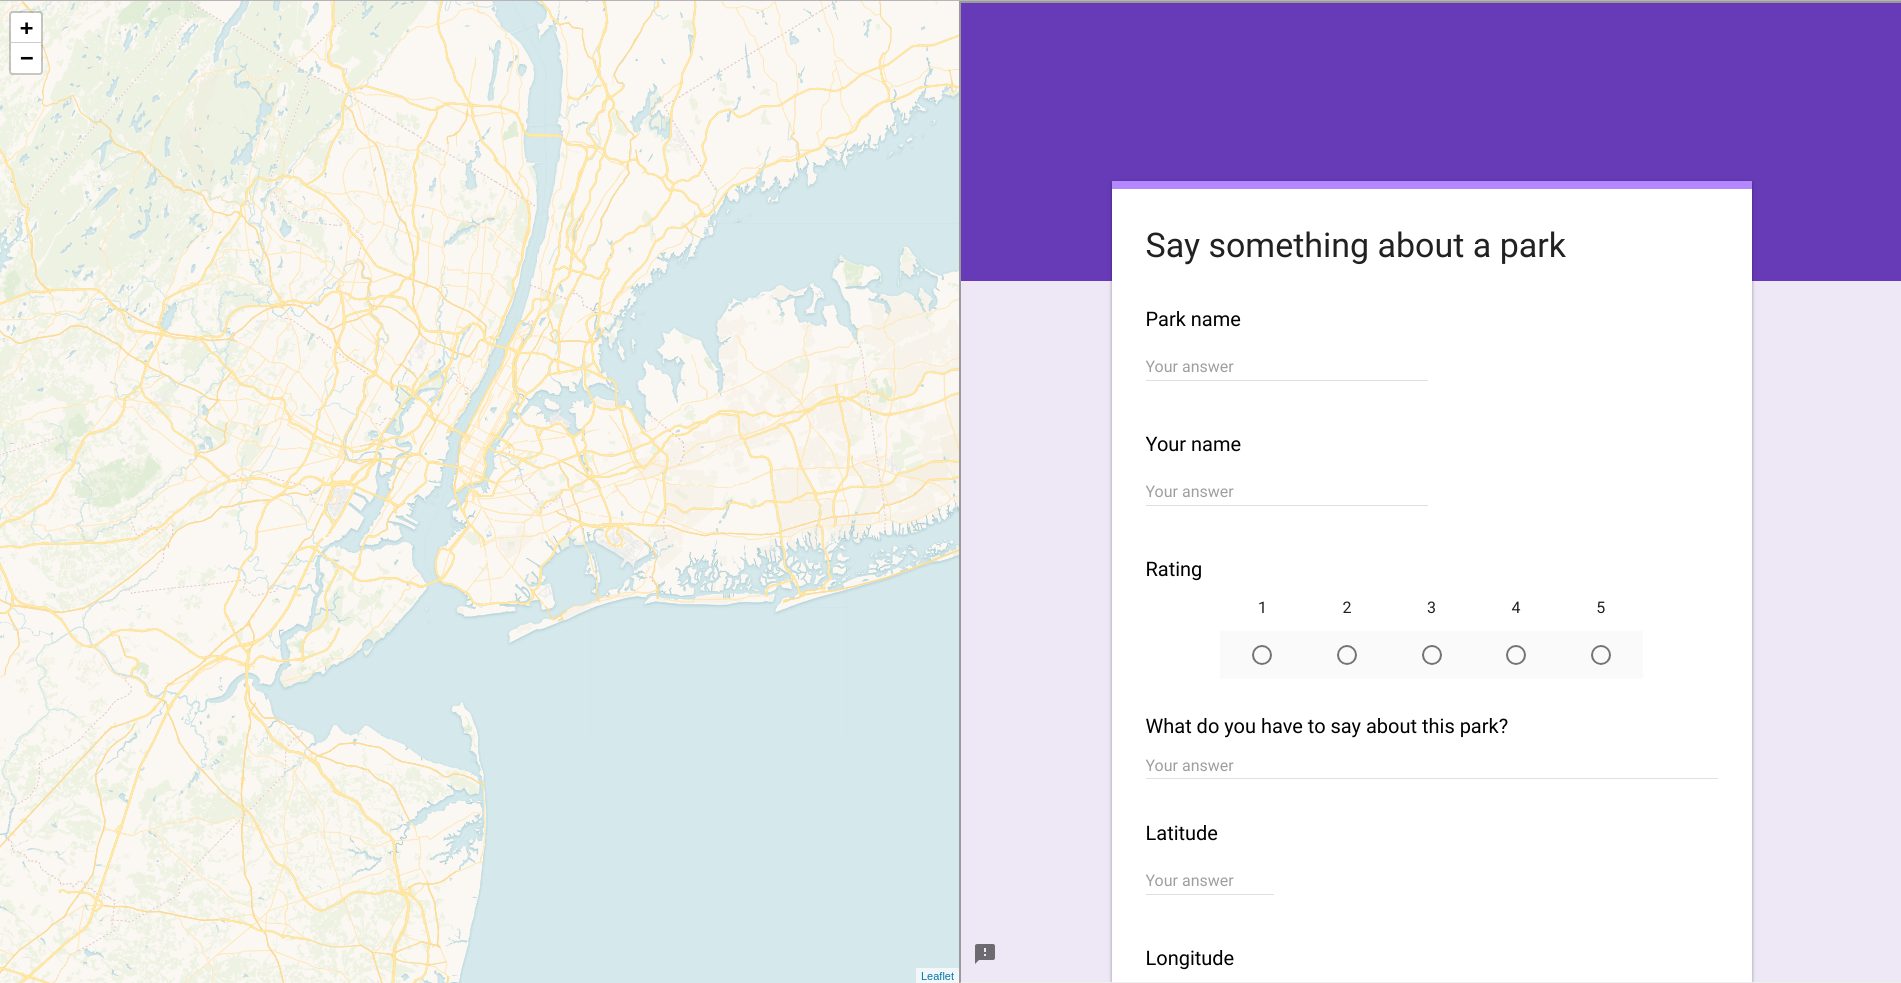 +
−
Leaflet
Say something about a park
Park name
Your answer
Your name
Your answer
Rating
1 2 3 4 5
What do you have to say about this park?
Your answer
Latitude
Your answer
Longitude